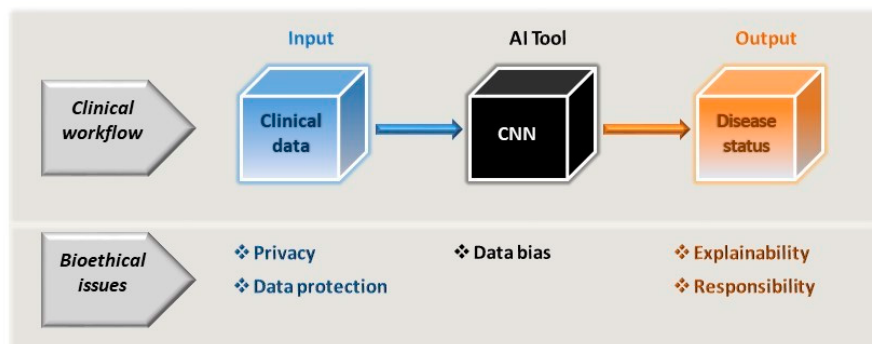 Input
AI Tool
Output
Clinical
workflow
Clinical
data
CNN
Disease
status
Bioethical
issues
❖ Privacy
❖ Data protection
❖ Data bias
❖ Explainability
❖ Responsibility